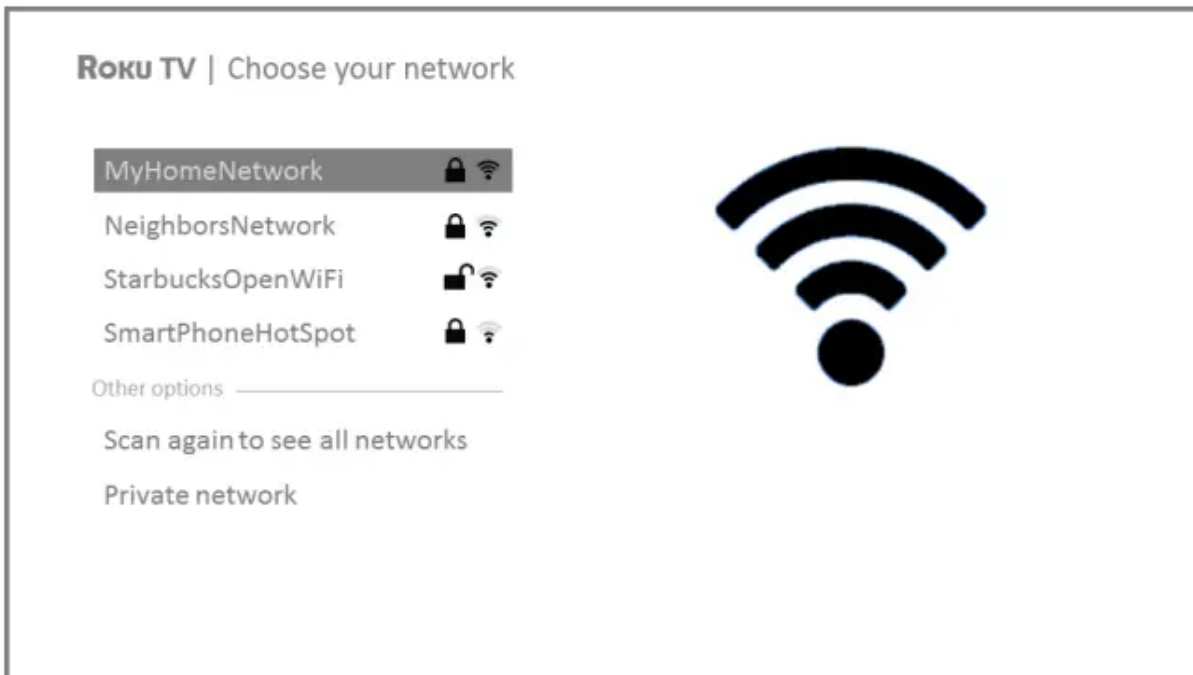 ROKU TV | Choose your network
MyHomeNetwork
NeighborsNetwork
StarbucksOpenWiFi
SmartPhoneHotSpot
Other options
Scan again to see all networks
Private network